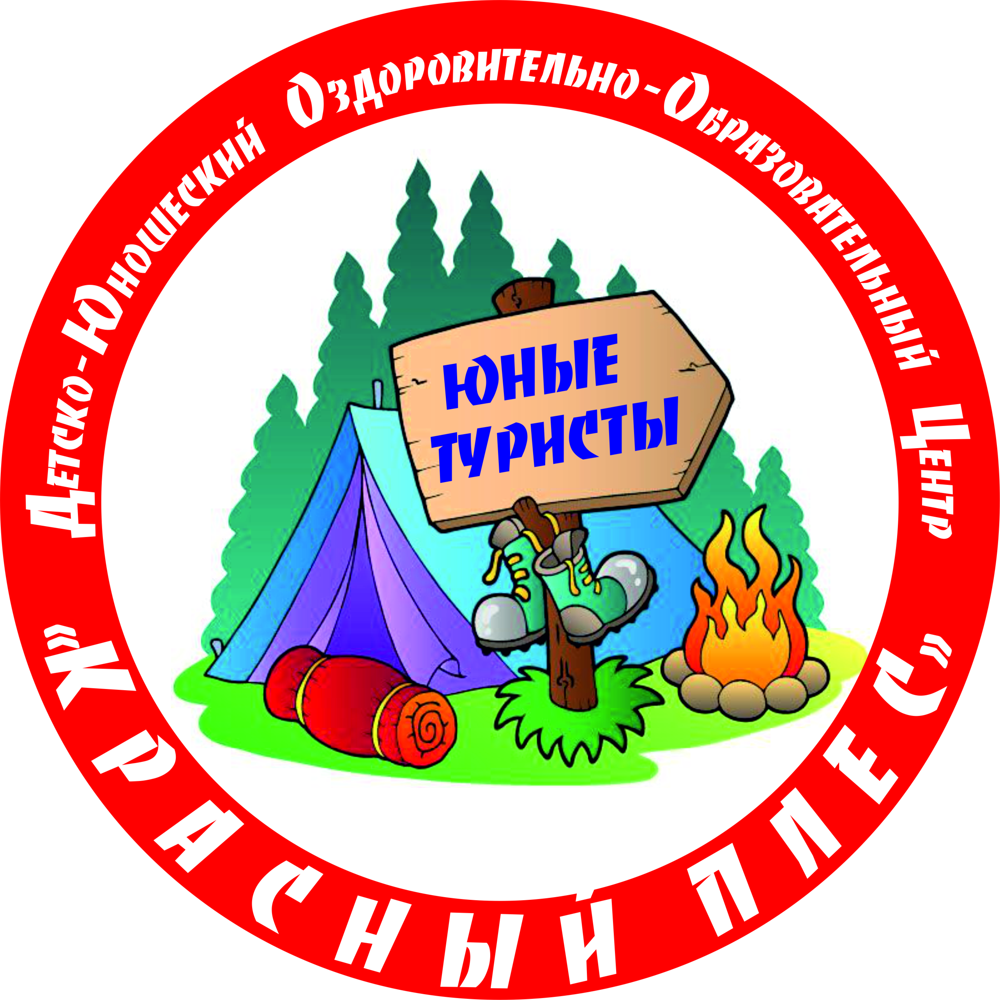 Детско-Юношеский Оздоровительно-Образовательный Центр
ЮНЫЕ
ТУРИСТЫ
"КРАСНЫЙ ПЛЕС"